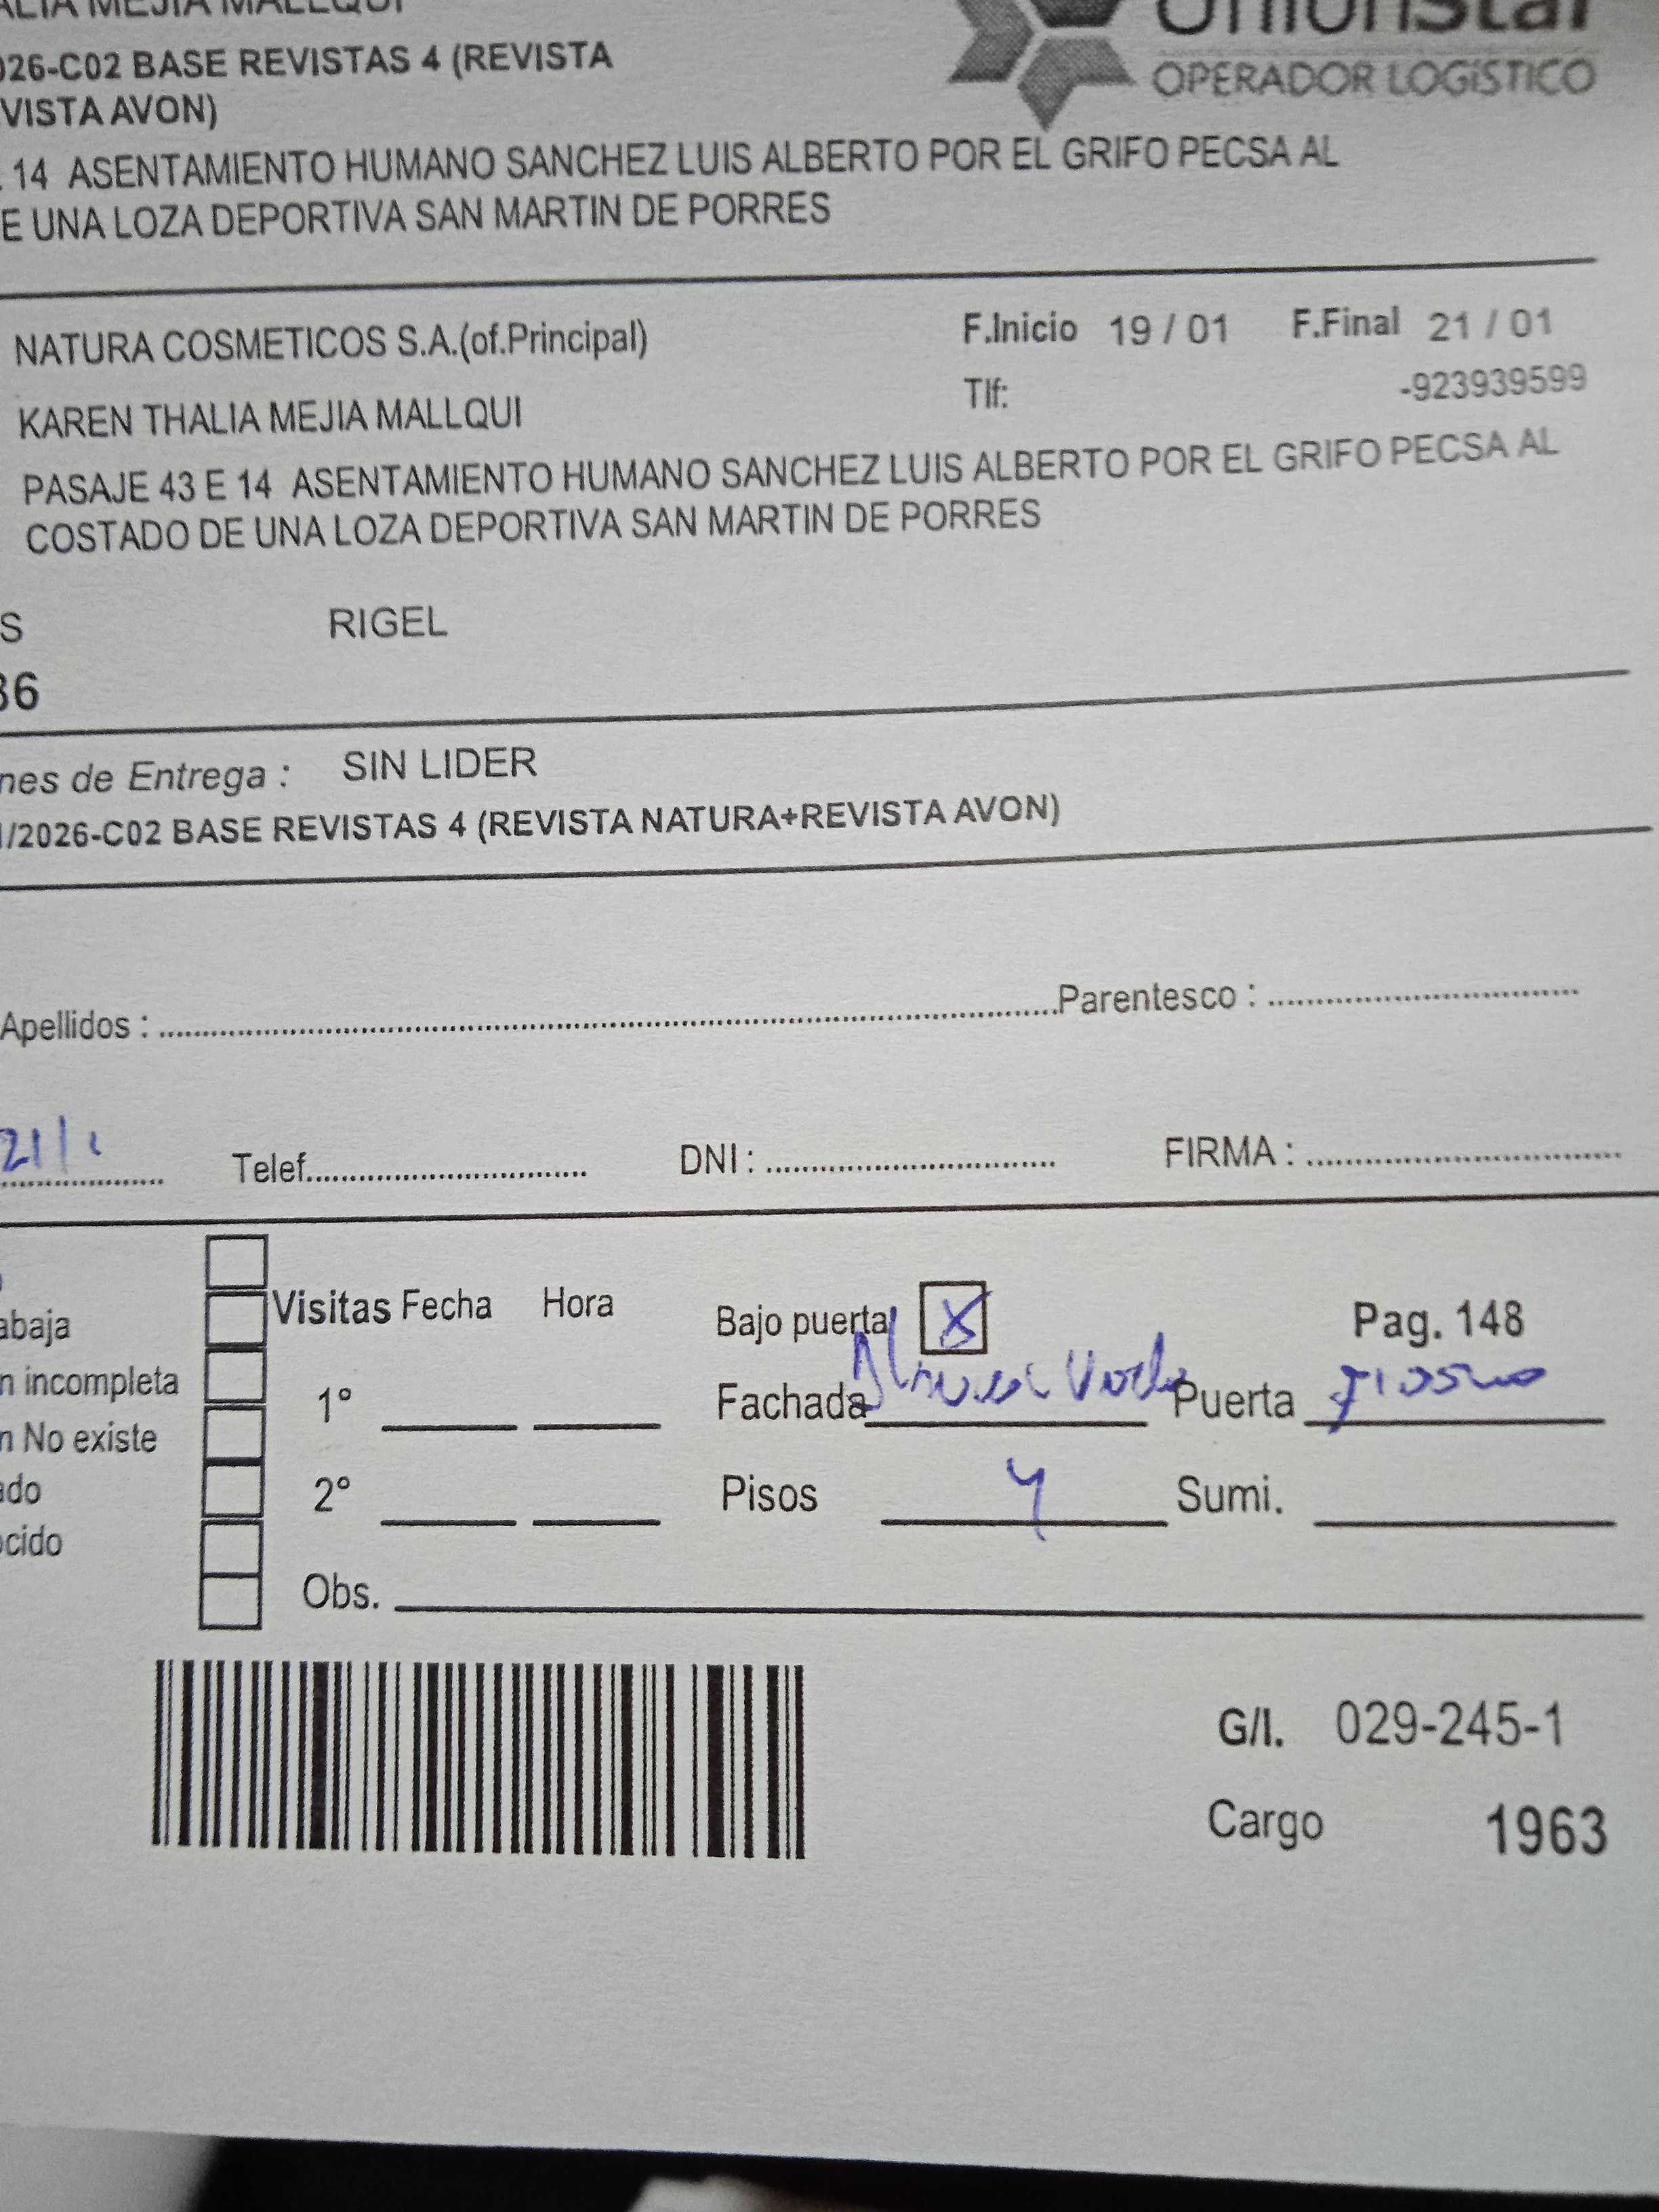 ALIA MEJIA MALLQUI
UnionStar
OPERADOR LOGíSTICO
026-C02 BASE REVISTAS 4 (REVISTA
VISTA AVON)
14 ASENTAMIENTO HUMANO SANCHEZ LUIS ALBERTO POR EL GRIFO PECSA AL
E UNA LOZA DEPORTIVA SAN MARTIN DE PORRES
NATURA COSMETICOS S.A.(of.Principal) F.Inicio 19 / 01 F.Final 21 / 01
KAREN THALIA MEJIA MALLQUI Tlf: -923939599
PASAJE 43 E 14 ASENTAMIENTO HUMANO SANCHEZ LUIS ALBERTO POR EL GRIFO PECSA AL
COSTADO DE UNA LOZA DEPORTIVA SAN MARTIN DE PORRES
S RIGEL
36
nes de Entrega : SIN LIDER
/2026-C02 BASE REVISTAS 4 (REVISTA NATURA+REVISTA AVON)
Apellidos : Parentesco :
21/1 Telef. DNI : FIRMA :
Visitas Fecha Hora Bajo puerta X Pag. 148
abaja
n incompleta 1° Fachada Puerta
n No existe
ado 2° Pisos 4 Sumi.
ocido
Obs.
G/I. 029-245-1
Cargo 1963